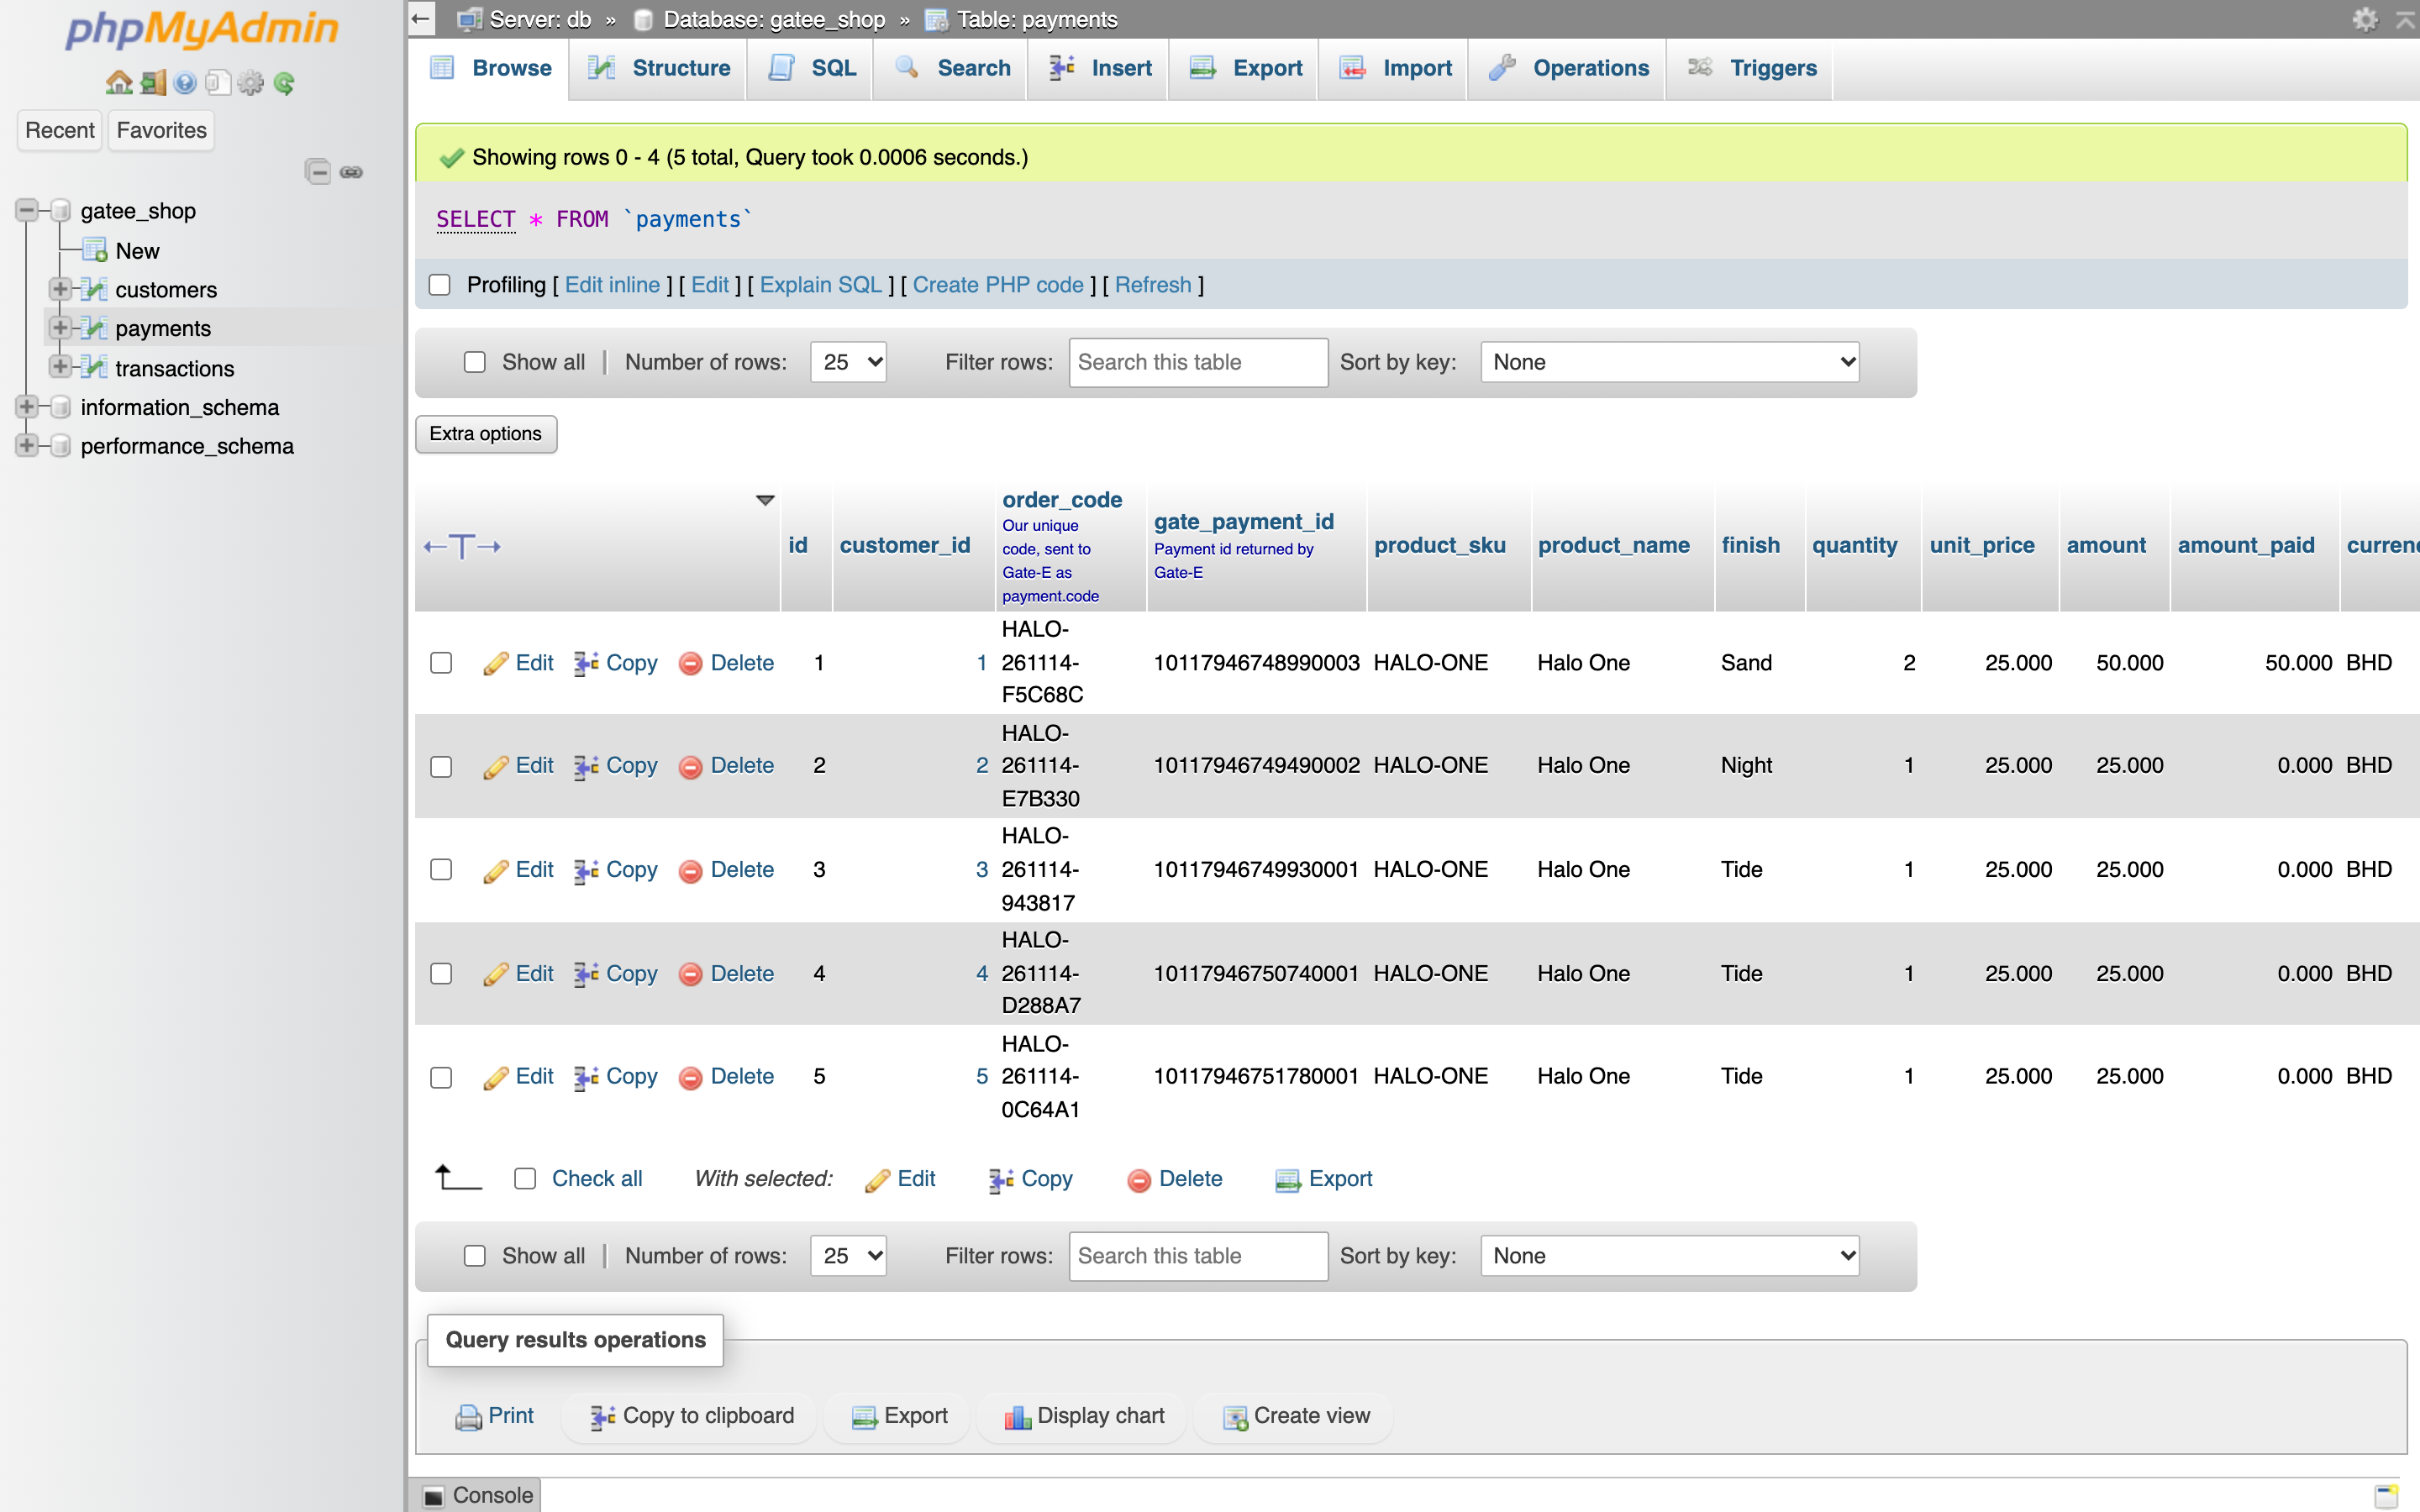 phpMyAdmin
Recent Favorites
gatee_shop
New
customers
payments
transactions
information_schema
performance_schema
Server: db » Database: gatee_shop » Table: payments
Browse Structure SQL Search Insert Export Import Operations Triggers
Showing rows 0 - 4 (5 total, Query took 0.0006 seconds.)
SELECT * FROM `payments`
Profiling [ Edit inline ] [ Edit ] [ Explain SQL ] [ Create PHP code ] [ Refresh ]
Show all | Number of rows: 25 Filter rows: Search this table Sort by key: None
Extra options
←T→ id customer_id order_code Our unique code, sent to Gate-E as payment.code gate_payment_id Payment id returned by Gate-E product_sku product_name finish quantity unit_price amount amount_paid curren
Edit Copy Delete 1 1 HALO-261114-F5C68C 10117946748990003 HALO-ONE Halo One Sand 2 25.000 50.000 50.000 BHD
Edit Copy Delete 2 2 HALO-261114-E7B330 10117946749490002 HALO-ONE Halo One Night 1 25.000 25.000 0.000 BHD
Edit Copy Delete 3 3 HALO-261114-943817 10117946749930001 HALO-ONE Halo One Tide 1 25.000 25.000 0.000 BHD
Edit Copy Delete 4 4 HALO-261114-D288A7 10117946750740001 HALO-ONE Halo One Tide 1 25.000 25.000 0.000 BHD
Edit Copy Delete 5 5 HALO-261114-0C64A1 10117946751780001 HALO-ONE Halo One Tide 1 25.000 25.000 0.000 BHD
Check all With selected: Edit Copy Delete Export
Show all | Number of rows: 25 Filter rows: Search this table Sort by key: None
Query results operations
Print Copy to clipboard Export Display chart Create view
Console